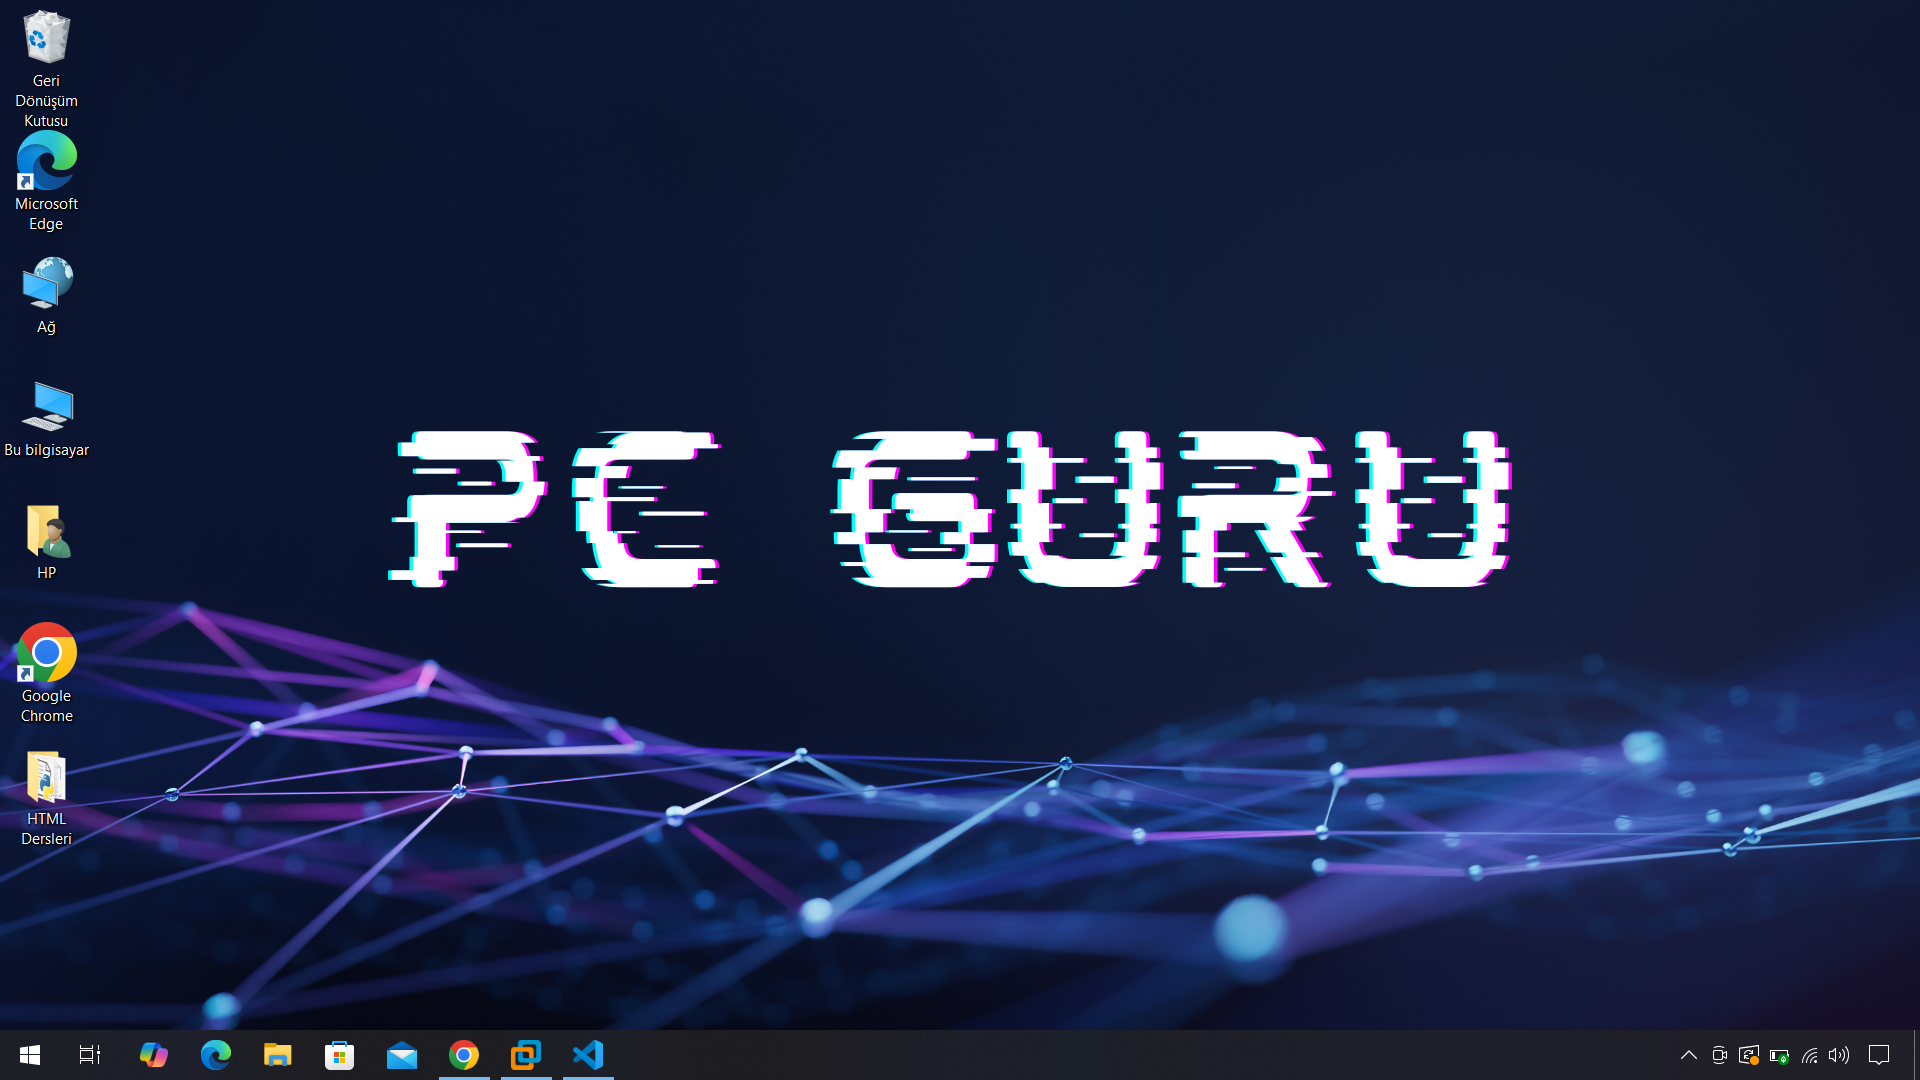 Geri
Dönüşüm
Kutusu
Microsoft
Edge
Ağ
Bu bilgisayar
HP
Google
Chrome
HTML
Dersleri
PC GURU